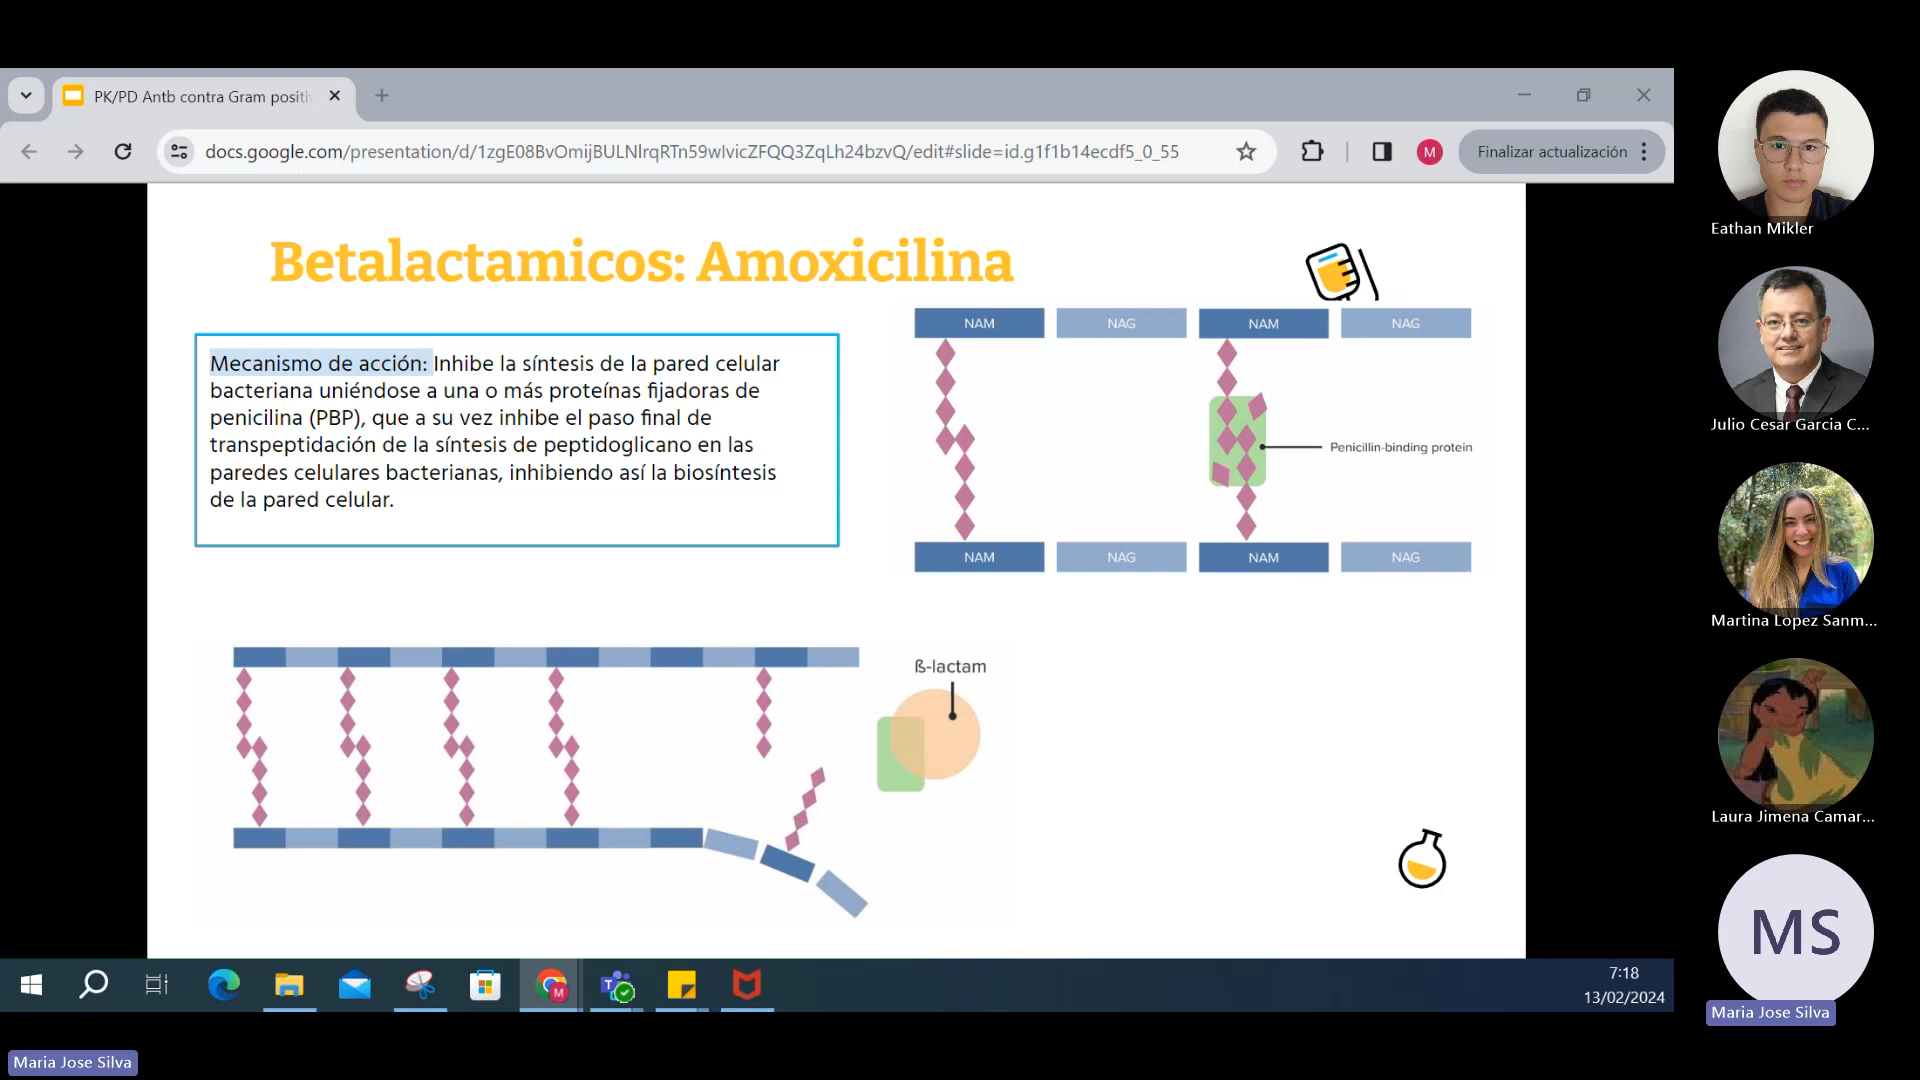 PK/PD Antb contra Gram positi
docs.google.com/presentation/d/1zgE08BvOmijBULNlrqRTn59wIvicZFQQ3ZqLh24bzvQ/edit#slide=id.g1f1b14ecdf5_0_55
M
Finalizar actualización
Betalactamicos: Amoxicilina
Mecanismo de acción: Inhibe la síntesis de la pared celular
bacteriana uniéndose a una o más proteínas fijadoras de
penicilina (PBP), que a su vez inhibe el paso final de
transpeptidación de la síntesis de peptidoglicano en las
paredes celulares bacterianas, inhibiendo así la biosíntesis
de la pared celular.
NAM NAG NAM NAG
Penicillin-binding protein
NAM NAG NAM NAG
ß-lactam
M
T
7:18
13/02/2024
Eathan Mikler
Julio Cesar Garcia C...
Martina Lopez Sanm...
Laura Jimena Camar...
MS
Maria Jose Silva
Maria Jose Silva